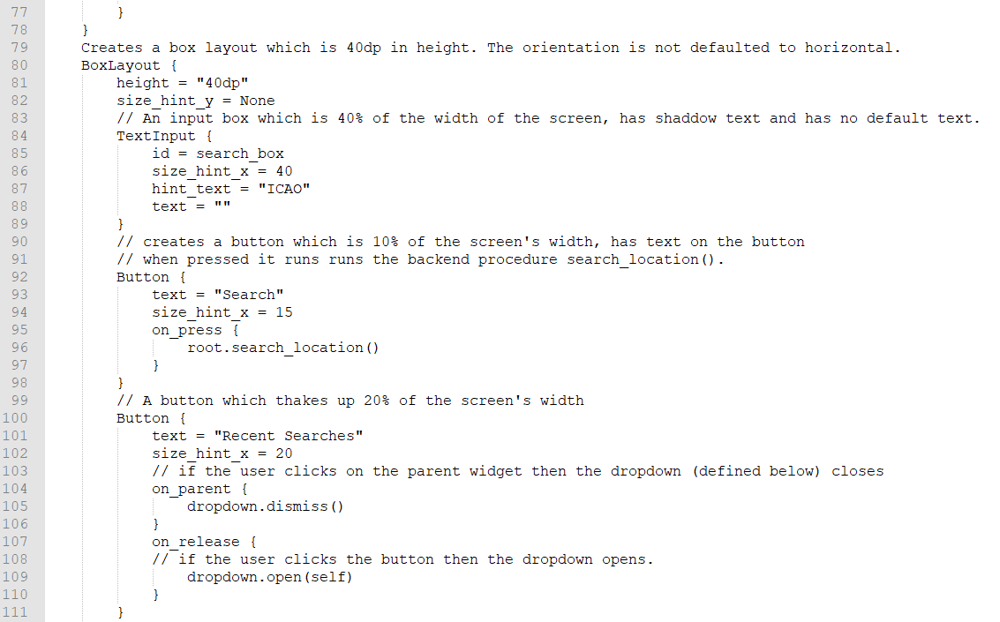 77 }
78 }
79 Creates a box layout which is 40dp in height. The orientation is not defaulted to horizontal.
80 BoxLayout {
81 height = "40dp"
82 size_hint_y = None
83 // An input box which is 40% of the width of the screen, has shaddow text and has no default text.
84 TextInput {
85 id = search_box
86 size_hint_x = 40
87 hint_text = "ICAO"
88 text = ""
89 }
90 // creates a button which is 10% of the screen's width, has text on the button
91 // when pressed it runs runs the backend procedure search_location().
92 Button {
93 text = "Search"
94 size_hint_x = 15
95 on_press {
96 root.search_location()
97 }
98 }
99 // A button which thakes up 20% of the screen's width
100 Button {
101 text = "Recent Searches"
102 size_hint_x = 20
103 // if the user clicks on the parent widget then the dropdown (defined below) closes
104 on_parent {
105 dropdown.dismiss()
106 }
107 on_release {
108 // if the user clicks the button then the dropdown opens.
109 dropdown.open(self)
110 }
111 }